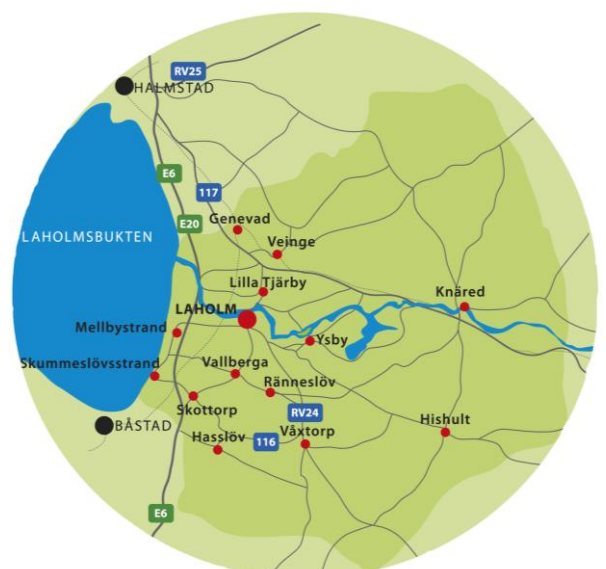 RV25
HALMSTAD
E6
117
E20
Genevad
LAHOLMSBUKTEN
Veinge
Lilla Tjärby
Knäred
LAHOLM
Mellbystrand
Ysby
Skummeslövsstrand
Vallberga
Ränneslöv
Skottorp
RV24
BÅSTAD
Hishult
Hasslöv
116
Våxtorp
E6